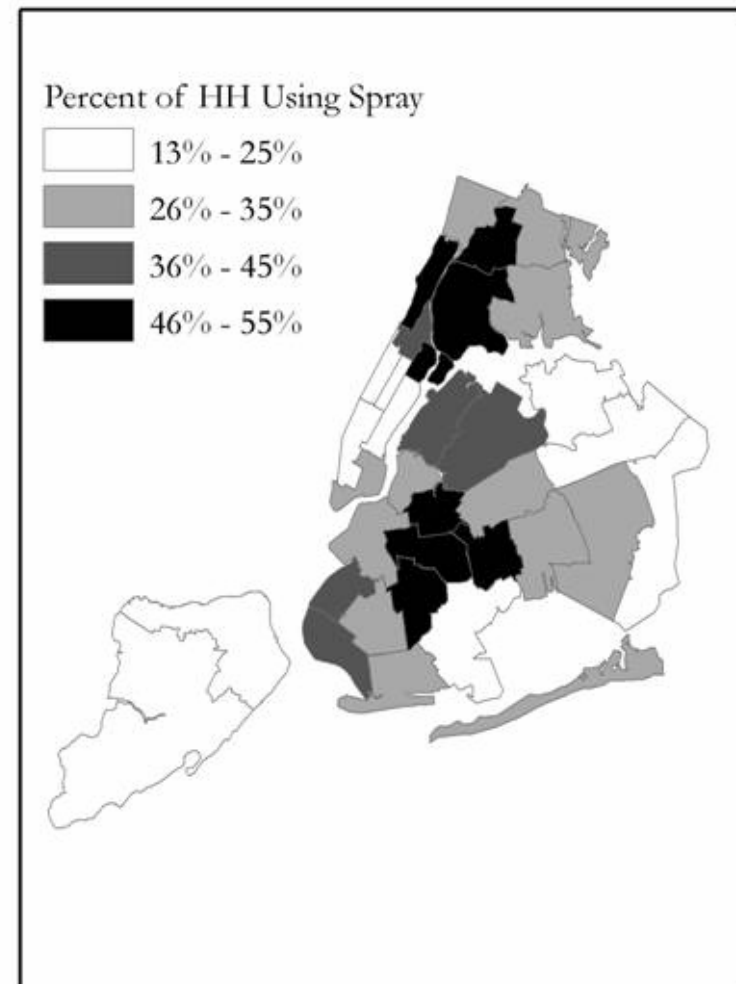 Percent of HH Using Spray
13% - 25%
26% - 35%
36% - 45%
46% - 55%